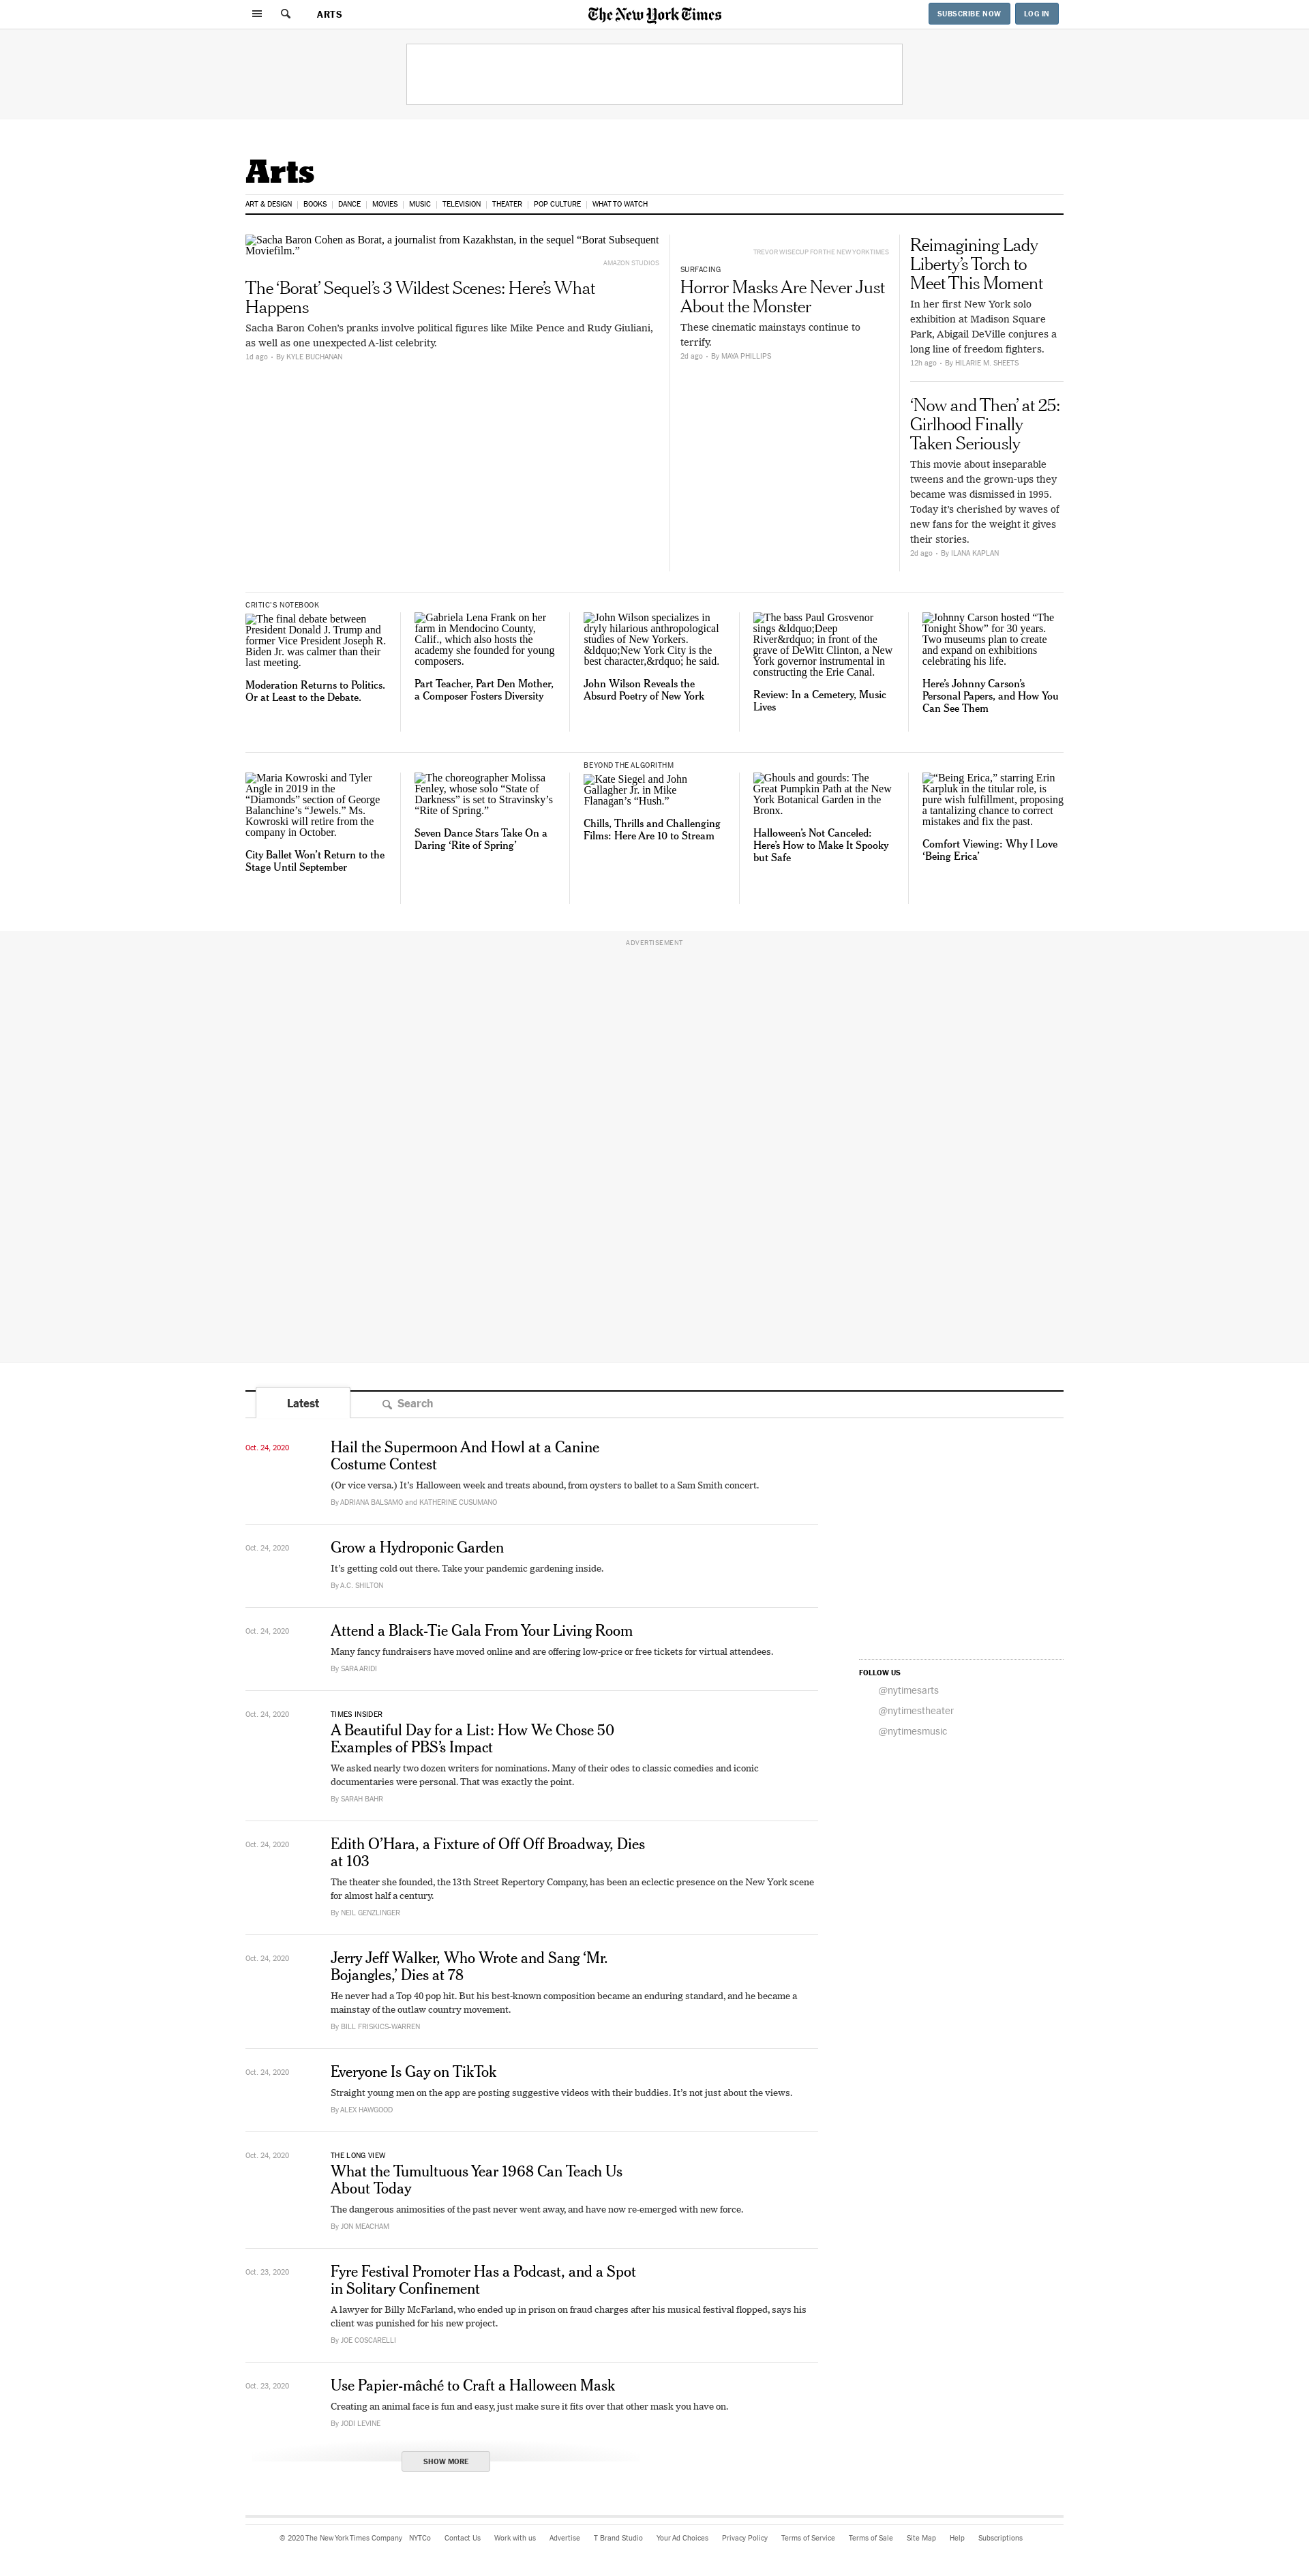 ARTS
The New York Times
SUBSCRIBE NOW
LOG IN
Arts
ART & DESIGN
BOOKS
DANCE
MOVIES
MUSIC
TELEVISION
THEATER
POP CULTURE
WHAT TO WATCH
Sacha Baron Cohen as Borat, a journalist from Kazakhstan, in the sequel “Borat Subsequent
Moviefilm.”
AMAZON STUDIOS
The ‘Borat’ Sequel’s 3 Wildest Scenes: Here’s What
Happens
Sacha Baron Cohen’s pranks involve political figures like Mike Pence and Rudy Giuliani,
as well as one unexpected A-list celebrity.
1d ago - By KYLE BUCHANAN
TREVOR WISECUP FOR THE NEW YORK TIMES
SURFACING
Horror Masks Are Never Just
About the Monster
These cinematic mainstays continue to
terrify.
2d ago - By MAYA PHILLIPS
Reimagining Lady
Liberty’s Torch to
Meet This Moment
In her first New York solo
exhibition at Madison Square
Park, Abigail DeVille conjures a
long line of freedom fighters.
12h ago - By HILARIE M. SHEETS
‘Now and Then’ at 25:
Girlhood Finally
Taken Seriously
This movie about inseparable
tweens and the grown-ups they
became was dismissed in 1995.
Today it’s cherished by waves of
new fans for the weight it gives
their stories.
2d ago - By ILANA KAPLAN
CRITIC’S NOTEBOOK
The final debate between
President Donald J. Trump and
former Vice President Joseph R.
Biden Jr. was calmer than their
last meeting.
Moderation Returns to Politics.
Or at Least to the Debate.
Gabriela Lena Frank on her
farm in Mendocino County,
Calif., which also hosts the
academy she founded for young
composers.
Part Teacher, Part Den Mother,
a Composer Fosters Diversity
John Wilson specializes in
dryly hilarious anthropological
studies of New Yorkers.
&ldquo;New York City is the
best character,&rdquo; he said.
John Wilson Reveals the
Absurd Poetry of New York
The bass Paul Grosvenor
sings &ldquo;Deep
River&rdquo; in front of the
grave of DeWitt Clinton, a New
York governor instrumental in
constructing the Erie Canal.
Review: In a Cemetery, Music
Lives
Johnny Carson hosted “The
Tonight Show” for 30 years.
Two museums plan to create
and expand on exhibitions
celebrating his life.
Here’s Johnny Carson’s
Personal Papers, and How You
Can See Them
Maria Kowroski and Tyler
Angle in 2019 in the
“Diamonds” section of George
Balanchine’s “Jewels.” Ms.
Kowroski will retire from the
company in October.
City Ballet Won’t Return to the
Stage Until September
The choreographer Molissa
Fenley, whose solo “State of
Darkness” is set to Stravinsky’s
“Rite of Spring.”
Seven Dance Stars Take On a
Daring ‘Rite of Spring’
BEYOND THE ALGORITHM
Kate Siegel and John
Gallagher Jr. in Mike
Flanagan’s “Hush.”
Chills, Thrills and Challenging
Films: Here Are 10 to Stream
Ghouls and gourds: The
Great Pumpkin Path at the New
York Botanical Garden in the
Bronx.
Halloween’s Not Canceled:
Here’s How to Make It Spooky
but Safe
“Being Erica,” starring Erin
Karpluk in the titular role, is
pure wish fulfillment, proposing
a tantalizing chance to correct
mistakes and fix the past.
Comfort Viewing: Why I Love
‘Being Erica’
ADVERTISEMENT
Latest
Search
Oct. 24, 2020
Hail the Supermoon And Howl at a Canine
Costume Contest
(Or vice versa.) It’s Halloween week and treats abound, from oysters to ballet to a Sam Smith concert.
By ADRIANA BALSAMO and KATHERINE CUSUMANO
Oct. 24, 2020
Grow a Hydroponic Garden
It’s getting cold out there. Take your pandemic gardening inside.
By A.C. SHILTON
Oct. 24, 2020
Attend a Black-Tie Gala From Your Living Room
Many fancy fundraisers have moved online and are offering low-price or free tickets for virtual attendees.
By SARA ARIDI
FOLLOW US
@nytimesarts
@nytimestheater
@nytimesmusic
Oct. 24, 2020
TIMES INSIDER
A Beautiful Day for a List: How We Chose 50
Examples of PBS’s Impact
We asked nearly two dozen writers for nominations. Many of their odes to classic comedies and iconic
documentaries were personal. That was exactly the point.
By SARAH BAHR
Oct. 24, 2020
Edith O’Hara, a Fixture of Off Off Broadway, Dies
at 103
The theater she founded, the 13th Street Repertory Company, has been an eclectic presence on the New York scene
for almost half a century.
By NEIL GENZLINGER
Oct. 24, 2020
Jerry Jeff Walker, Who Wrote and Sang ‘Mr.
Bojangles,’ Dies at 78
He never had a Top 40 pop hit. But his best-known composition became an enduring standard, and he became a
mainstay of the outlaw country movement.
By BILL FRISKICS-WARREN
Oct. 24, 2020
Everyone Is Gay on TikTok
Straight young men on the app are posting suggestive videos with their buddies. It’s not just about the views.
By ALEX HAWGOOD
Oct. 24, 2020
THE LONG VIEW
What the Tumultuous Year 1968 Can Teach Us
About Today
The dangerous animosities of the past never went away, and have now re-emerged with new force.
By JON MEACHAM
Oct. 23, 2020
Fyre Festival Promoter Has a Podcast, and a Spot
in Solitary Confinement
A lawyer for Billy McFarland, who ended up in prison on fraud charges after his musical festival flopped, says his
client was punished for his new project.
By JOE COSCARELLI
Oct. 23, 2020
Use Papier-mâché to Craft a Halloween Mask
Creating an animal face is fun and easy, just make sure it fits over that other mask you have on.
By JODI LEVINE
SHOW MORE
© 2020 The New York Times Company NYTCo Contact Us Work with us Advertise T Brand Studio Your Ad Choices Privacy Policy Terms of Service Terms of Sale Site Map Help Subscriptions